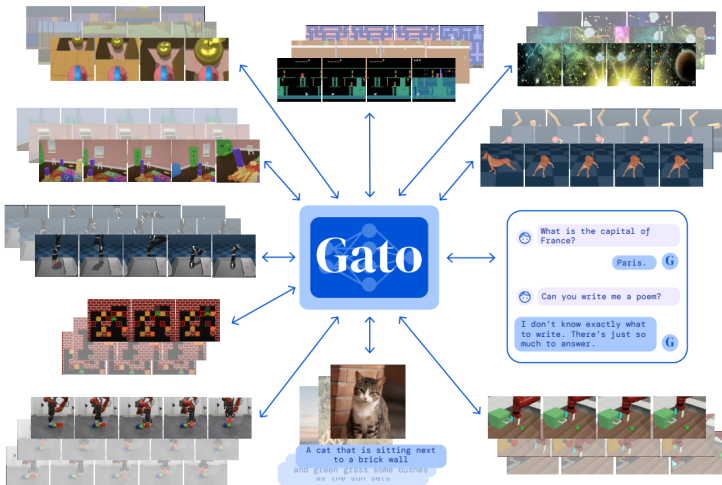 Gato
What is the capital of
France?
Paris.
G
Can you write me a poem?
I don't know exactly what
to write. There's just so
much to answer.
G
A cat that is sitting next
to a brick wall
and green grass some bushes
as the sun sets